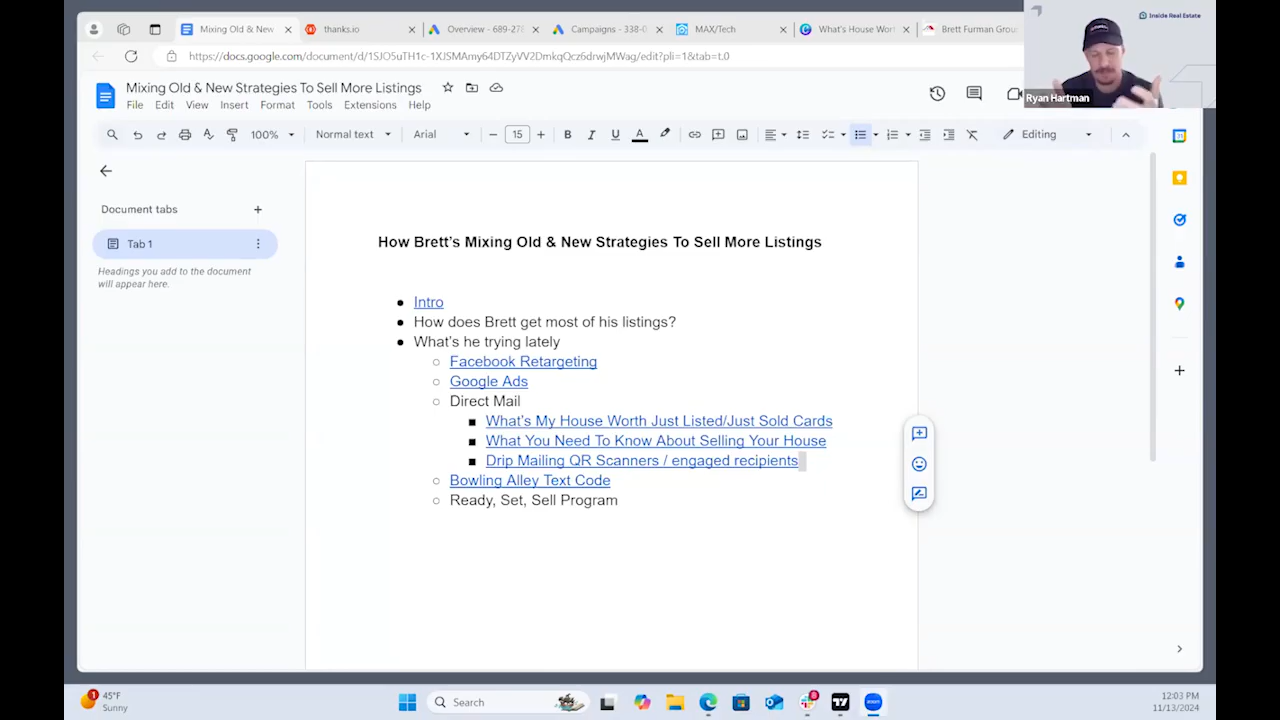 Mixing Old & New
thanks.io
Overview - 689-27
Campaigns - 338-0
MAX/Tech
What's House Wort
Brett Furman Grou
Inside Real Estate
https://docs.google.com/document/d/1SJO5uTH1c-1XJSMAmy64DTZyVV2DmkqQcz6drwjMWag/edit?pli=1&tab=t.0
Mixing Old & New Strategies To Sell More Listings
File Edit View Insert Format Tools Extensions Help
Ryan Hartman
100% Normal text Arial 15 B I U A Editing
Document tabs
Tab 1
Headings you add to the document
will appear here.
How Brett's Mixing Old & New Strategies To Sell More Listings
Intro
How does Brett get most of his listings?
What's he trying lately
Facebook Retargeting
Google Ads
Direct Mail
What's My House Worth Just Listed/Just Sold Cards
What You Need To Know About Selling Your House
Drip Mailing QR Scanners / engaged recipients
Bowling Alley Text Code
Ready, Set, Sell Program
1
45°F
Sunny
Search
8
zoom
12:03 PM
11/13/2024